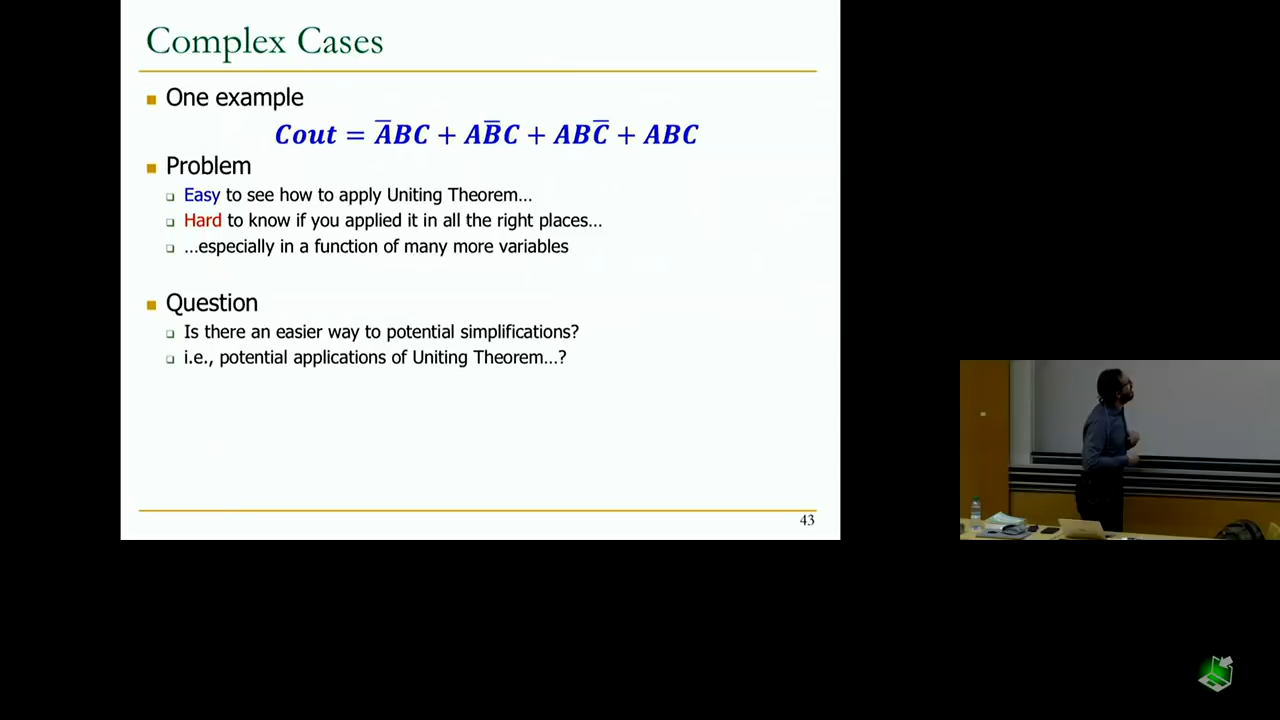 Complex Cases
One example
Cout = A̅BC + AB̅C + ABC̅ + ABC
Problem
Easy to see how to apply Uniting Theorem…
Hard to know if you applied it in all the right places…
…especially in a function of many more variables
Question
Is there an easier way to potential simplifications?
i.e., potential applications of Uniting Theorem…?
43